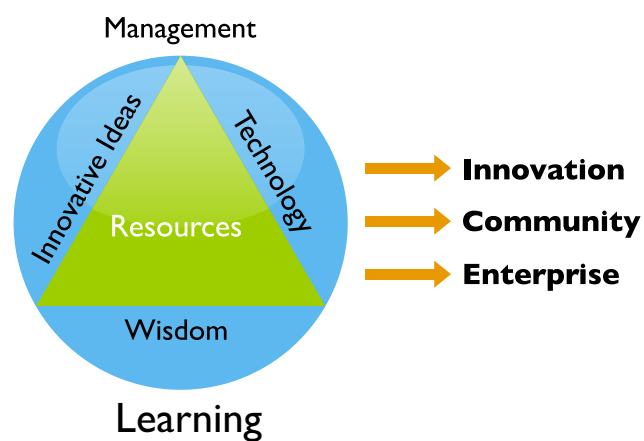 Management
Innovative Ideas
Technology
Resources
Wisdom
Learning
Innovation
Community
Enterprise